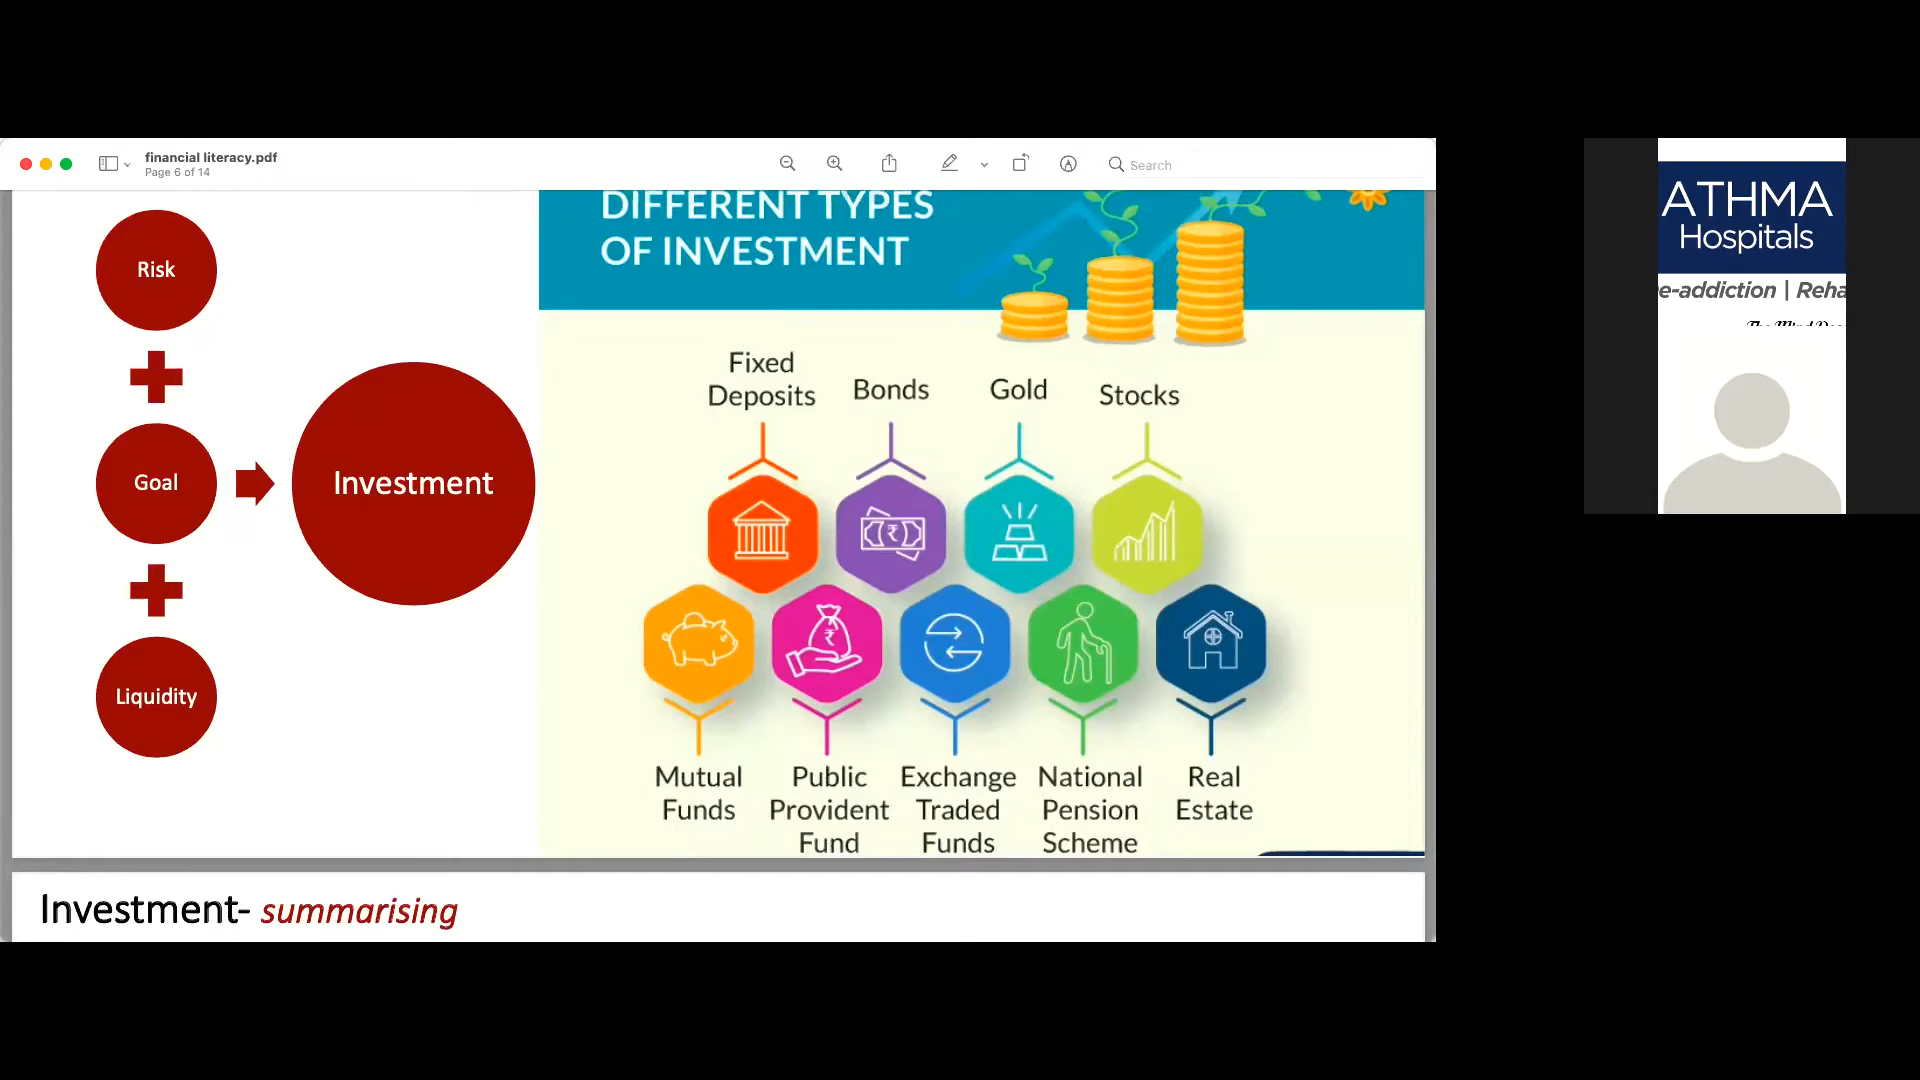 financial literacy.pdf
Page 6 of 14
Search
Risk
Goal
Liquidity
Investment
DIFFERENT TYPES
OF INVESTMENT
Fixed
Deposits
Bonds
Gold
Stocks
₹
₹
Mutual
Funds
Public
Provident
Fund
Exchange
Traded
Funds
National
Pension
Scheme
Real
Estate
Investment- summarising
ATHMA
Hospitals
e-addiction | Reha